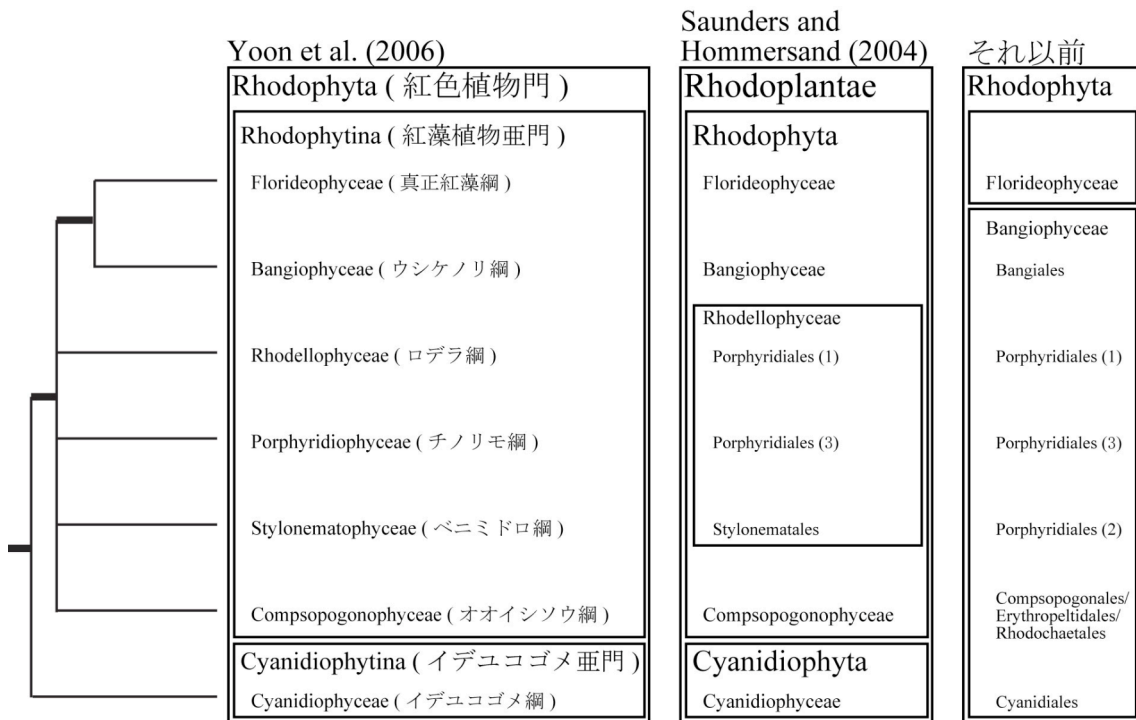 Yoon et al. (2006)
Rhodophyta ( 紅色植物門 )
Rhodophytina ( 紅藻植物亜門 )
Florideophyceae ( 真正紅藻綱 )
Bangiophyceae ( ウシケノリ綱 )
Rhodellophyceae ( ロデラ綱 )
Porphyridiophyceae ( チノリモ綱 )
Stylonematophyceae ( ベニミドロ綱 )
Compsopogonophyceae ( オオイシソウ綱 )
Cyanidiophytina ( イデユコゴメ亜門 )
Cyanidiophyceae ( イデユコゴメ綱 )
Saunders and
Hommersand (2004)
Rhodoplantae
Rhodophyta
Florideophyceae
Bangiophyceae
Rhodellophyceae
Porphyridiales (1)
Porphyridiales (3)
Stylonematales
Compsopogonophyceae
Cyanidiophyta
Cyanidiophyceae
それ以前
Rhodophyta
Florideophyceae
Bangiophyceae
Bangiales
Porphyridiales (1)
Porphyridiales (3)
Porphyridiales (2)
Compsopogonales/
Erythropeltidales/
Rhodochaetales
Cyanidiales